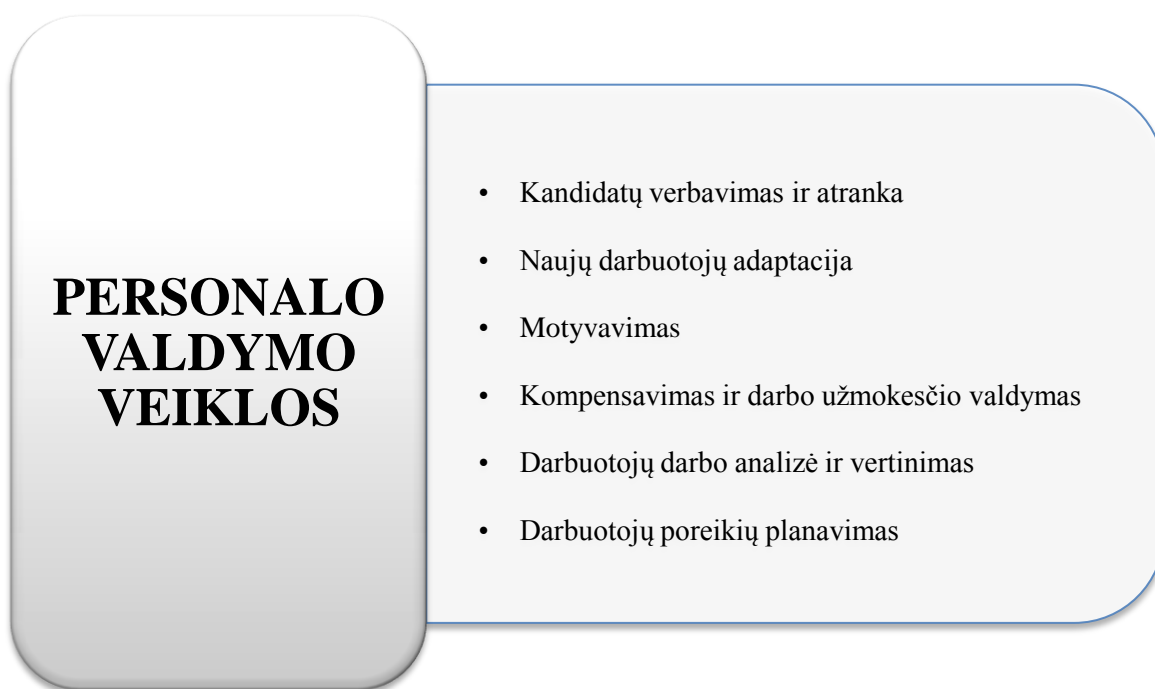 PERSONALO
VALDYMO
VEIKLOS
• Kandidatų verbavimas ir atranka
• Naujų darbuotojų adaptacija
• Motyvavimas
• Kompensavimas ir darbo užmokesčio valdymas
• Darbuotojų darbo analizė ir vertinimas
• Darbuotojų poreikių planavimas